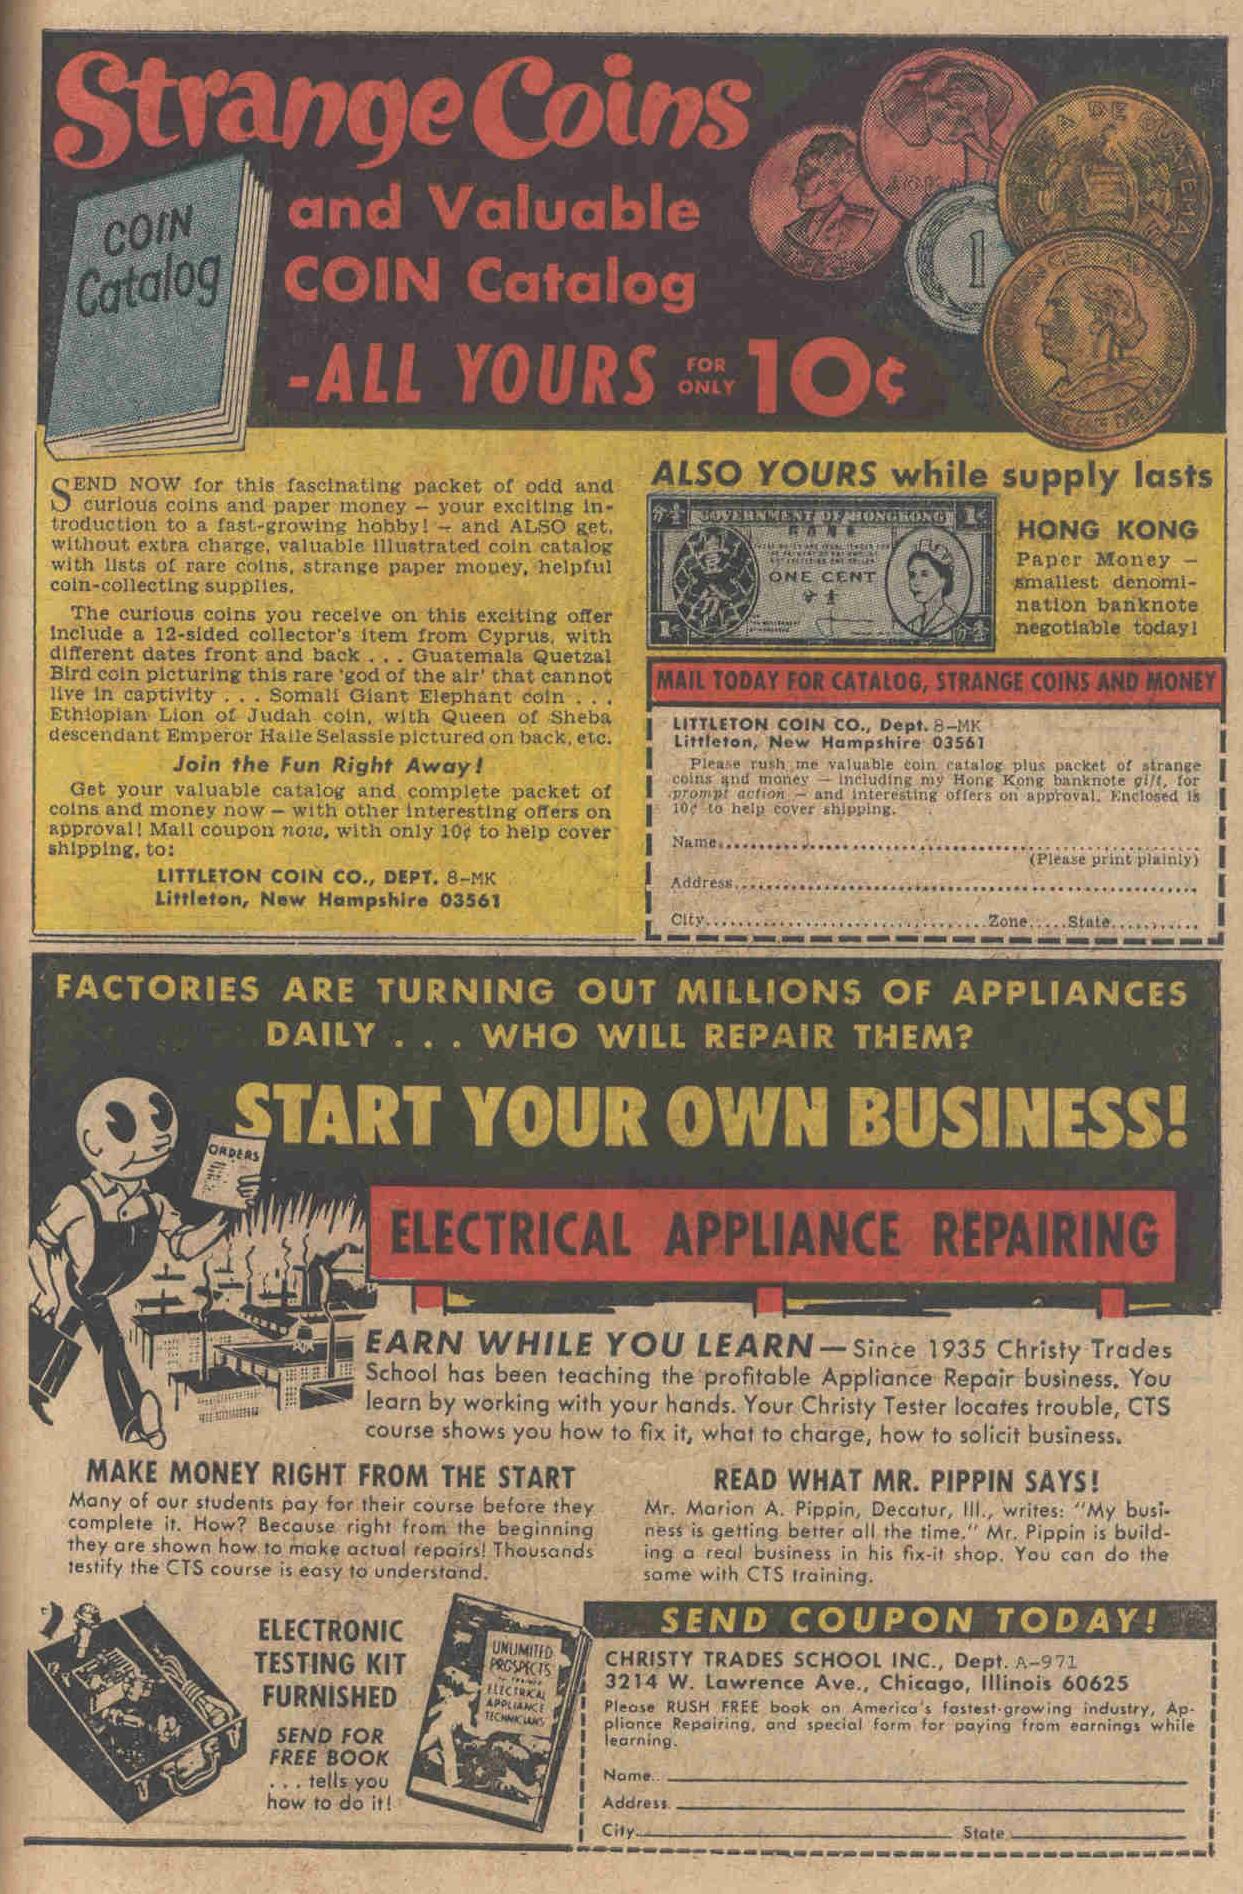 Strange Coins
and Valuable
COIN Catalog
-ALL YOURS FOR ONLY 10¢
COIN
Catalog
1
SEND NOW for this fascinating packet of odd and
curious coins and paper money — your exciting in-
troduction to a fast-growing hobby! — and ALSO get,
without extra charge, valuable illustrated coin catalog
with lists of rare coins, strange paper money, helpful
coin-collecting supplies.
The curious coins you receive on this exciting offer
include a 12-sided collector's item from Cyprus, with
different dates front and back . . . Guatemala Quetzal
Bird coin picturing this rare 'god of the air' that cannot
live in captivity . . . Somali Giant Elephant coin . . .
Ethiopian Lion of Judah coin, with Queen of Sheba
descendant Emperor Haile Selassie pictured on back, etc.
Join the Fun Right Away!
Get your valuable catalog and complete packet of
coins and money now — with other interesting offers on
approval! Mail coupon now, with only 10¢ to help cover
shipping, to:
LITTLETON COIN CO., DEPT. 8-MK
Littleton, New Hampshire 03561
ALSO YOURS while supply lasts
GOVERNMENT OF HONGKONG
ONE CENT
1¢
1¢
HONG KONG
Paper Money —
smallest denomi-
nation banknote
negotiable today!
MAIL TODAY FOR CATALOG, STRANGE COINS AND MONEY
LITTLETON COIN CO., Dept. 8-MK
Littleton, New Hampshire 03561
Please rush me valuable coin catalog plus packet of strange
coins and money — including my Hong Kong banknote gift, for
prompt action — and interesting offers on approval. Enclosed is
10¢ to help cover shipping.
Name
(Please print plainly)
Address
City Zone State
FACTORIES ARE TURNING OUT MILLIONS OF APPLIANCES
DAILY . . . WHO WILL REPAIR THEM?
START YOUR OWN BUSINESS!
ORDERS
ELECTRICAL APPLIANCE REPAIRING
EARN WHILE YOU LEARN — Since 1935 Christy Trades
School has been teaching the profitable Appliance Repair business. You
learn by working with your hands. Your Christy Tester locates trouble, CTS
course shows you how to fix it, what to charge, how to solicit business.
MAKE MONEY RIGHT FROM THE START
Many of our students pay for their course before they
complete it. How? Because right from the beginning
they are shown how to make actual repairs! Thousands
testify the CTS course is easy to understand.
READ WHAT MR. PIPPIN SAYS!
Mr. Marion A. Pippin, Decatur, Ill., writes: "My busi-
ness is getting better all the time." Mr. Pippin is build-
ing a real business in his fix-it shop. You can do the
same with CTS training.
ELECTRONIC
TESTING KIT
FURNISHED
SEND FOR
FREE BOOK
. . . tells you
how to do it!
UNLIMITED
PROSPECTS
ELECTRICAL
APPLIANCE
TECHNICIANS
SEND COUPON TODAY!
CHRISTY TRADES SCHOOL INC., Dept. A-971
3214 W. Lawrence Ave., Chicago, Illinois 60625
Please RUSH FREE book on America's fastest-growing industry, Ap-
pliance Repairing, and special form for paying from earnings while
learning.
Name
Address
City State